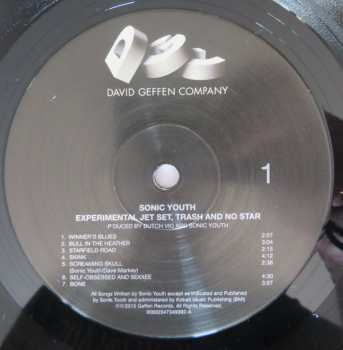 DGC
DAVID GEFFEN COMPANY
1
SONIC YOUTH
EXPERIMENTAL JET SET, TRASH AND NO STAR
PRODUCED BY BUTCH VIG AND SONIC YOUTH
1. WINNER'S BLUES 2:07
2. BULL IN THE HEATHER 3:04
3. STARFIELD ROAD 2:15
4. SKINK 4:12
5. SCREAMING SKULL 2:38
(Sonic Youth/Dave Markey)
6. SELF-OBSESSED AND SEXXEE 4:30
7. BONE 3:57
All Songs Written by Sonic Youth except as Indicated and Published
by Sonic Youth and administered by Kobalt Music Publishing (BMI)
℗©2015 Geffen Records, All Rights Reserved.